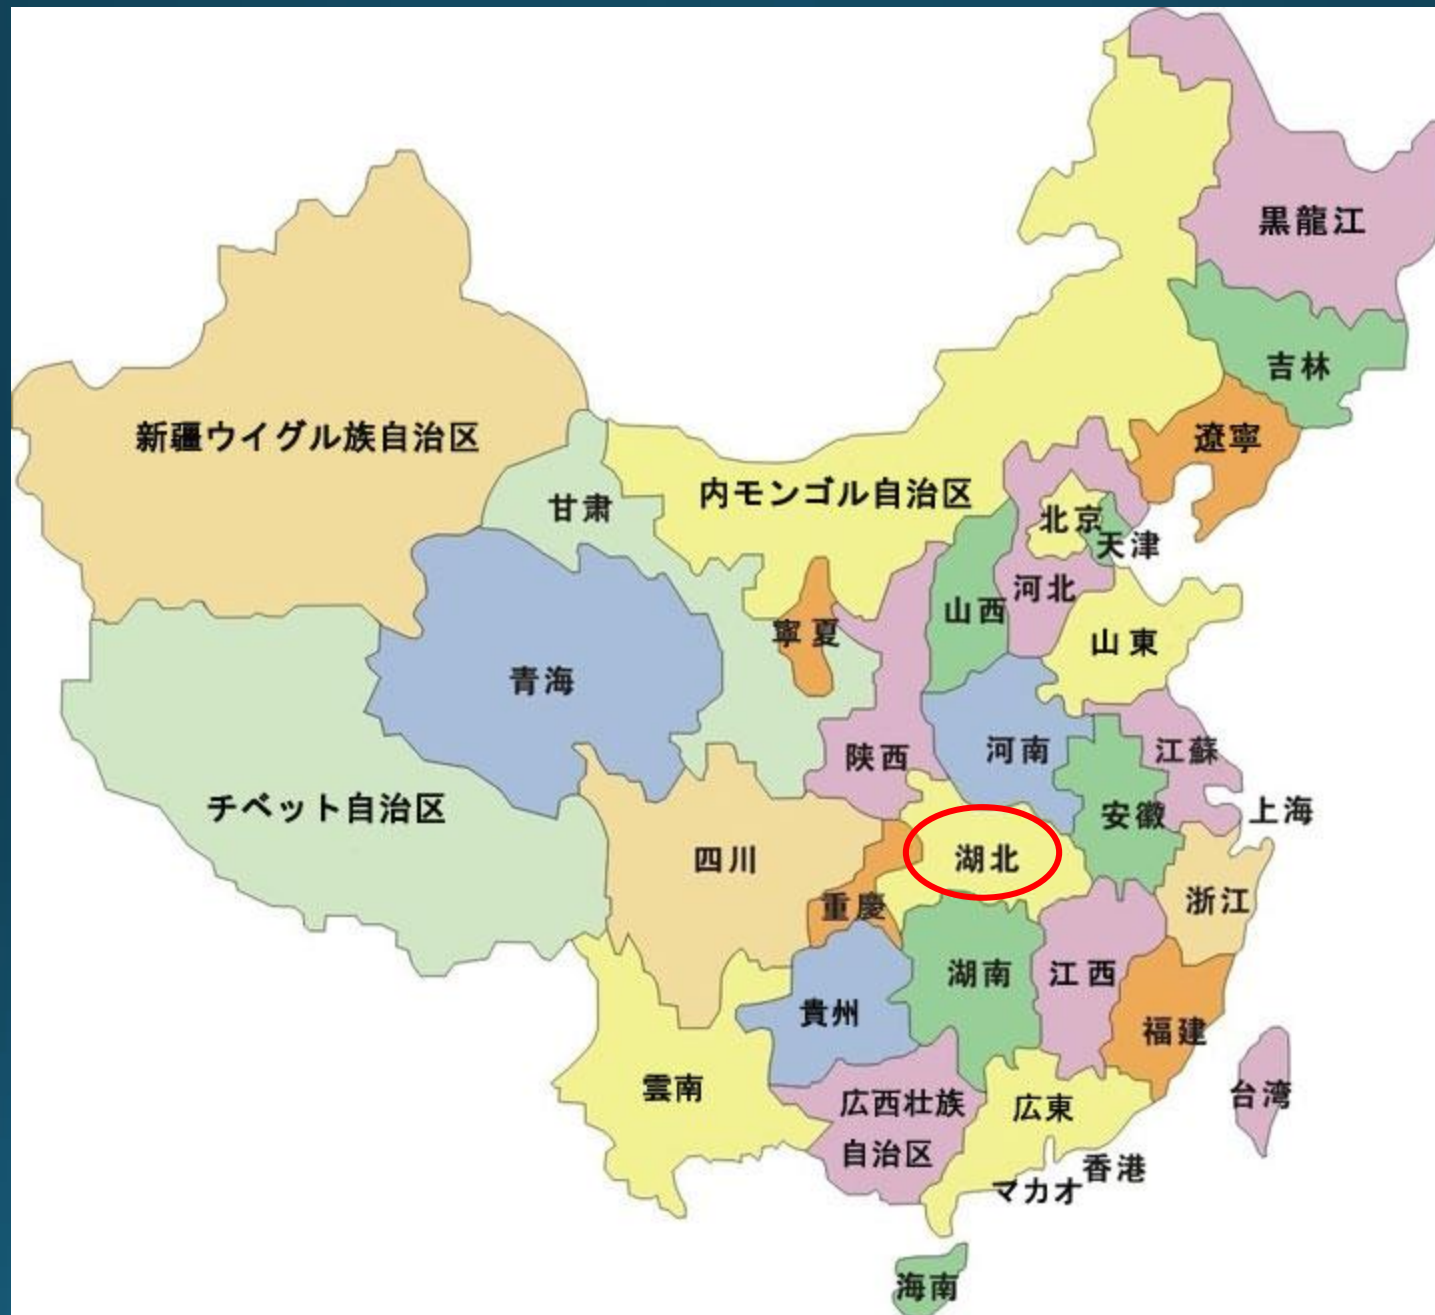 黒龍江
吉林
遼寧
新疆ウイグル族自治区
内モンゴル自治区
甘肃
北京
天津
河北
山西
寧夏
山東
青海
河南
江蘇
陕西
チベット自治区
安徽
上海
四川
湖北
重慶
浙江
湖南
江西
貴州
福建
雲南
広西壮族
自治区
広東
台湾
香港
マカオ
海南